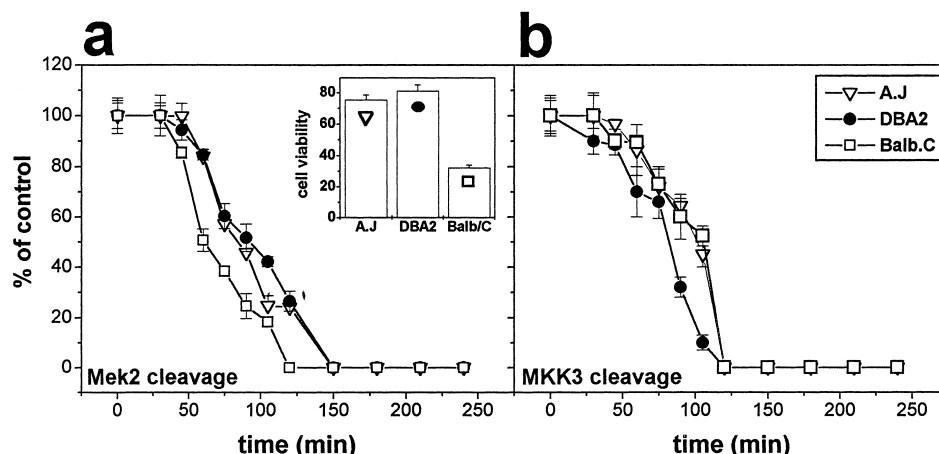 a
b
120
100
80
60
40
20
0
% of control
80
60
40
20
0
cell viability
A.J DBA2 Balb/C
A.J
DBA2
Balb.C
Mek2 cleavage
MKK3 cleavage
0 50 100 150 200 250
0 50 100 150 200 250
time (min)
time (min)